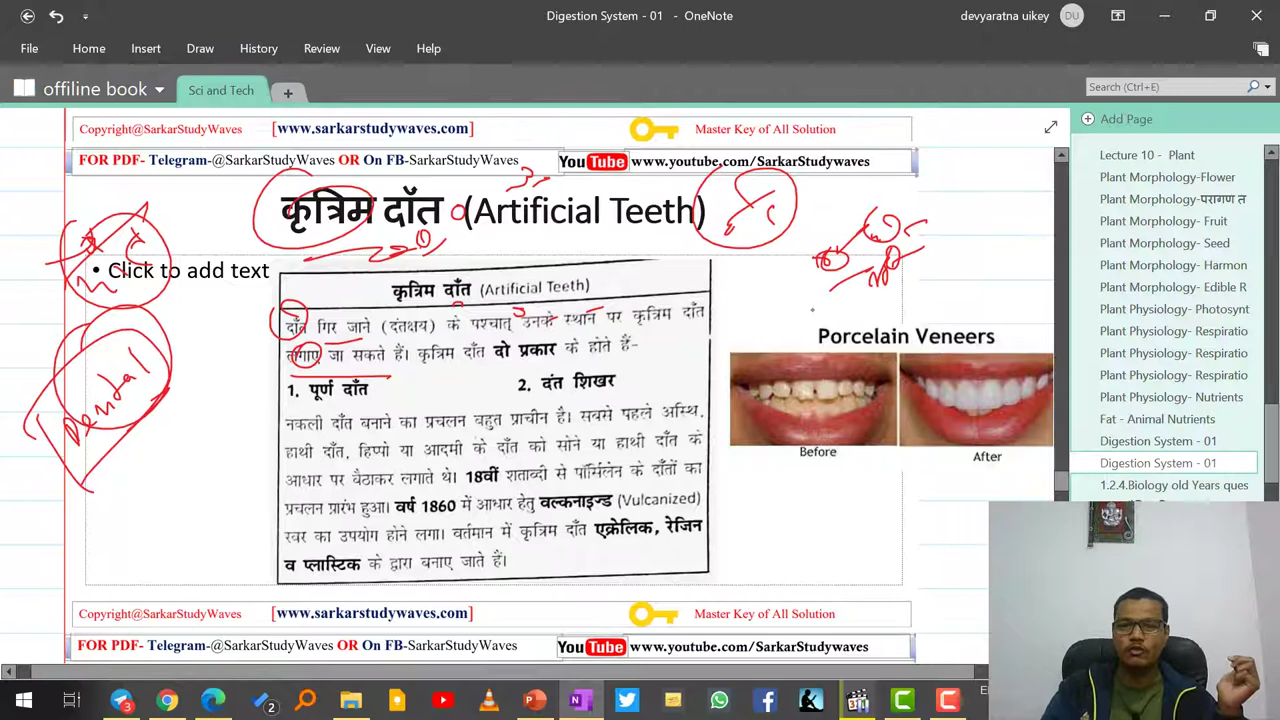 Digestion System - 01 - OneNote
devyaratna uikey DU
File Home Insert Draw History Review View Help
offiline book
Sci and Tech
Search (Ctrl+E)
Copyright@SarkarStudyWaves [www.sarkarstudywaves.com] Master Key of All Solution
FOR PDF- Telegram-@SarkarStudyWaves OR On FB-SarkarStudyWaves YouTube www.youtube.com/SarkarStudywaves
कृत्रिम दाँत (Artificial Teeth)
• Click to add text
कृत्रिम दाँत (Artificial Teeth)
दाँत गिर जाने (दंतक्षय) के पश्चात् उनके स्थान पर कृत्रिम दाँत
लगाए जा सकते हैं। कृत्रिम दाँत दो प्रकार के होते हैं-
1. पूर्ण दाँत 2. दंत शिखर
नकली दाँत बनाने का प्रचलन बहुत प्राचीन है। सबसे पहले अस्थि,
हाथी दाँत, हिप्पो या आदमी के दाँत को सोने या हाथी दाँत के
आधार पर बैठाकर लगाते थे। 18वीं शताब्दी से पॉर्सिलेन के दाँतों का
प्रचलन प्रारंभ हुआ। वर्ष 1860 में आधार हेतु वल्कनाइज्ड (Vulcanized)
रबर का उपयोग होने लगा। वर्तमान में कृत्रिम दाँत एक्रेलिक, रेजिन
व प्लास्टिक के द्वारा बनाए जाते हैं।
Dental
Porcelain Veneers
Before After
Copyright@SarkarStudyWaves [www.sarkarstudywaves.com] Master Key of All Solution
FOR PDF- Telegram-@SarkarStudyWaves OR On FB-SarkarStudyWaves YouTube www.youtube.com/SarkarStudywaves
Add Page
Lecture 10 - Plant
Plant Morphology-Flower
Plant Morphology-परागण त
Plant Morphology - Fruit
Plant Morphology - Seed
Plant Morphology - Harmon
Plant Morphology - Edible R
Plant Physiology- Photosynt
Plant Physiology- Respiratio
Plant Physiology- Respiratio
Plant Physiology- Respiratio
Plant Physiology- Nutrients
Fat - Animal Nutrients
Digestion System - 01
Digestion System - 01
1.2.4.Biology old Years ques
3
2